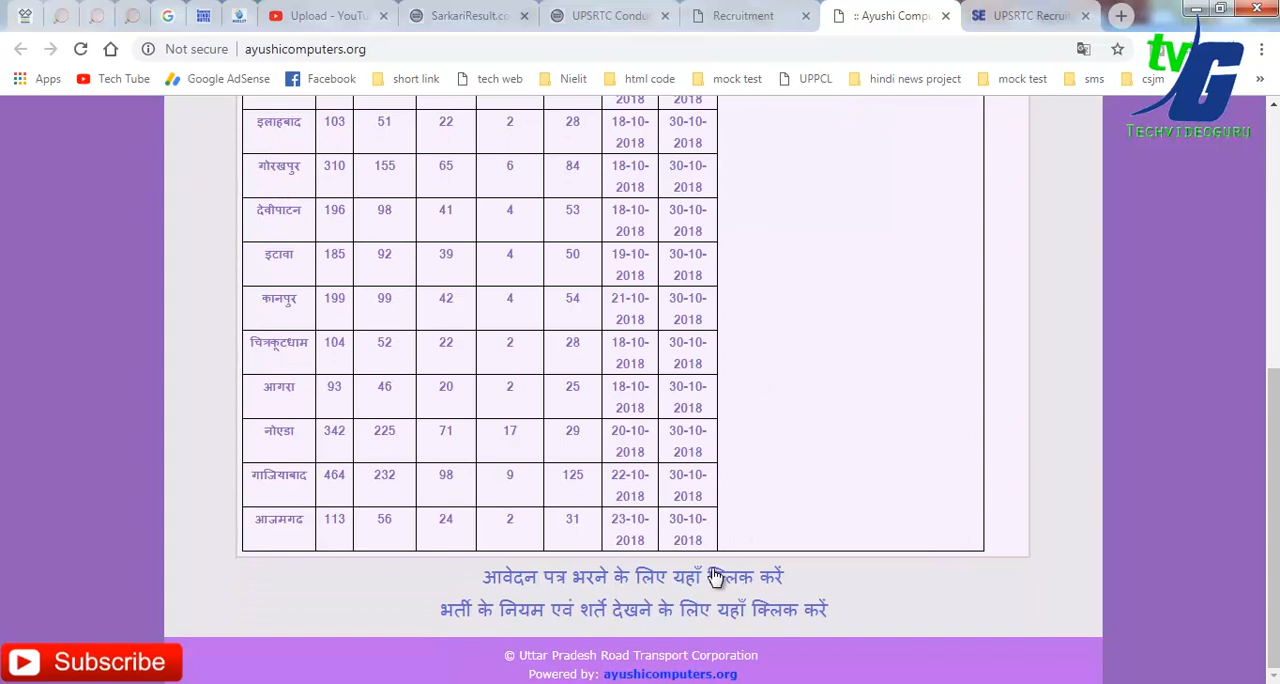 Upload - YouT
SarkariResult.co
UPSRTC Condu
Recruitment
:: Ayushi Compu
SE UPSRTC Recruit
Not secure ayushicomputers.org
Apps Tech Tube Google AdSense Facebook short link tech web Nielit html code mock test UPPCL hindi news project mock test sms csjm »
tv G
TECHVIDEOGURU
2018 2018
इलाहबाद 103 51 22 2 28 18-10- 30-10-
2018 2018
गोरखपुर 310 155 65 6 84 18-10- 30-10-
2018 2018
देवीपाटन 196 98 41 4 53 18-10- 30-10-
2018 2018
इटावा 185 92 39 4 50 19-10- 30-10-
2018 2018
कानपुर 199 99 42 4 54 21-10- 30-10-
2018 2018
चित्रकूटधाम 104 52 22 2 28 18-10- 30-10-
2018 2018
आगरा 93 46 20 2 25 18-10- 30-10-
2018 2018
नोएडा 342 225 71 17 29 20-10- 30-10-
2018 2018
गाजियाबाद 464 232 98 9 125 22-10- 30-10-
2018 2018
आजमगढ 113 56 24 2 31 23-10- 30-10-
2018 2018
आवेदन पत्र भरने के लिए यहाँ क्लिक करें
भर्ती के नियम एवं शर्ते देखने के लिए यहाँ क्लिक करें
© Uttar Pradesh Road Transport Corporation
Powered by: ayushicomputers.org
Subscribe